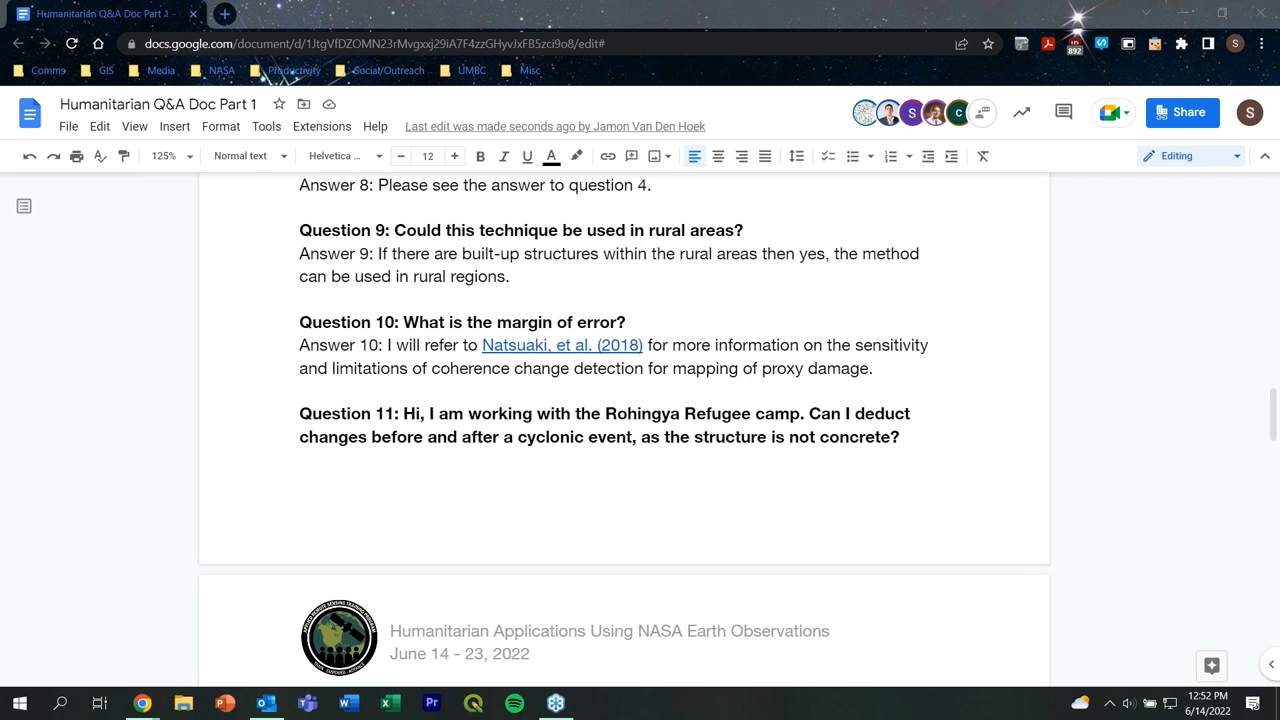 Humanitarian Q&A Doc Part 1 -
docs.google.com/document/d/1JtgVfDZOMN23rMvgxxj29iA7F4zzGHyvJxFB5zci9o8/edit#
892
S
Comms GIS Media NASA Productivity Social/Outreach UMBC Misc
Humanitarian Q&A Doc Part 1
S C
Share
S
File Edit View Insert Format Tools Extensions Help Last edit was made seconds ago by Jamon Van Den Hoek
125% Normal text Helvetica ... 12 B I U A Editing
Answer 8: Please see the answer to question 4.
Question 9: Could this technique be used in rural areas?
Answer 9: If there are built-up structures within the rural areas then yes, the method
can be used in rural regions.
Question 10: What is the margin of error?
Answer 10: I will refer to Natsuaki, et al. (2018) for more information on the sensitivity
and limitations of coherence change detection for mapping of proxy damage.
Question 11: Hi, I am working with the Rohingya Refugee camp. Can I deduct
changes before and after a cyclonic event, as the structure is not concrete?
Humanitarian Applications Using NASA Earth Observations
June 14 - 23, 2022
12:52 PM
6/14/2022